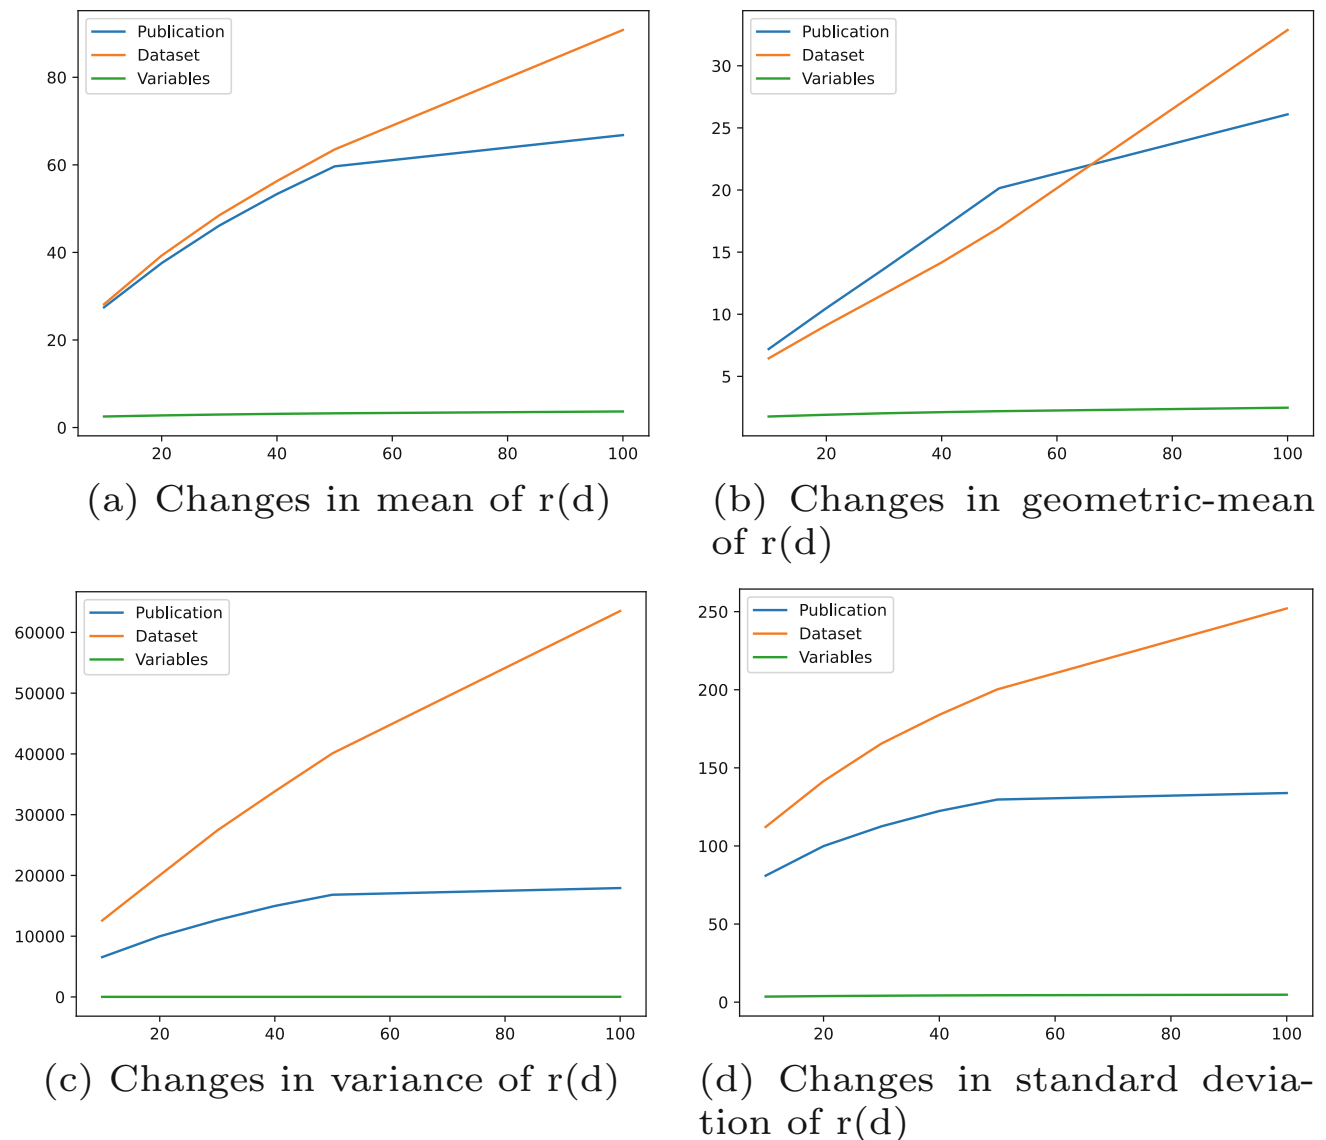 Publication
Dataset
Variables
80
60
40
20
0
20 40 60 80 100
(a) Changes in mean of r(d)
Publication
Dataset
Variables
30
25
20
15
10
5
20 40 60 80 100
(b) Changes in geometric-mean
of r(d)
Publication
Dataset
Variables
60000
50000
40000
30000
20000
10000
0
20 40 60 80 100
(c) Changes in variance of r(d)
Publication
Dataset
Variables
250
200
150
100
50
0
20 40 60 80 100
(d) Changes in standard devia-
tion of r(d)